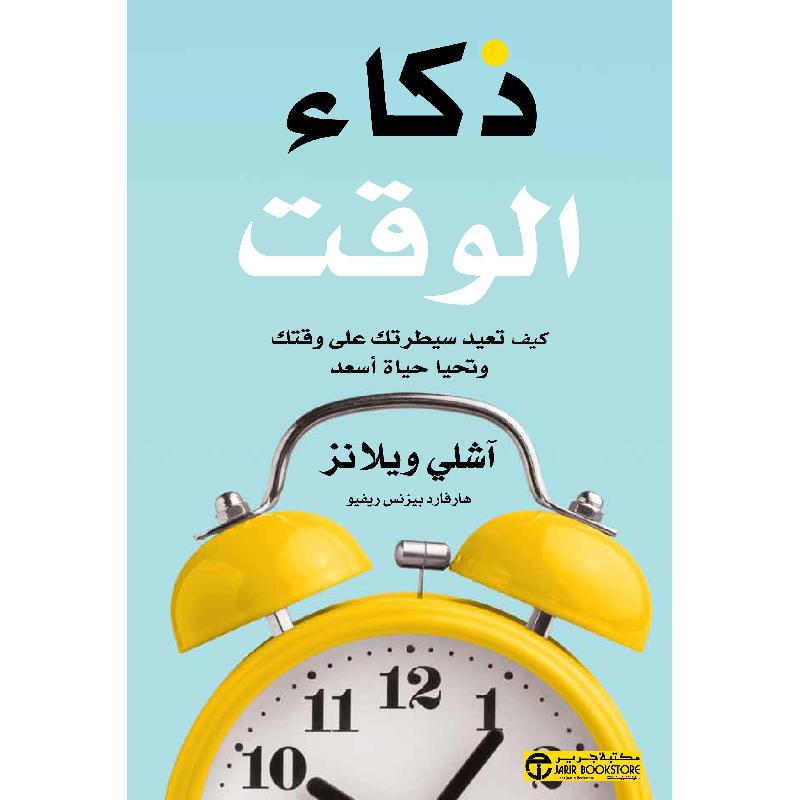 ذكاء
الوقت
كيف تعيد سيطرتك على وقتك
وتحيا حياة أسعد
آشلي ويلانز
هارفارد بيزنس ريفيو
12
11
1
10
2
مكتبة جرير
JARIR BOOKSTORE